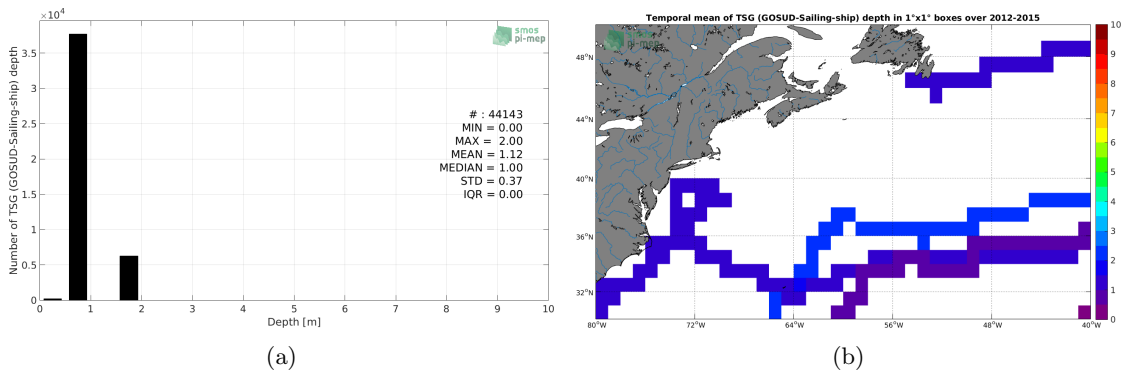 ×10⁴
smos
pi-mep
Number of TSG (GOSUD-Sailing-ship) depth
3.5
3
2.5
2
1.5
1
0.5
0
# : 44143
MIN = 0.00
MAX = 2.00
MEAN = 1.12
MEDIAN = 1.00
STD = 0.37
IQR = 0.00
0 1 2 3 4 5 6 7 8 9 10
Depth [m]
(a)
Temporal mean of TSG (GOSUD-Sailing-ship) depth in 1°x1° boxes over 2012-2015
smos
pi-mep
48°N
44°N
40°N
36°N
32°N
80°W 72°W 64°W 56°W 48°W 40°W
10
9
8
7
6
5
4
3
2
1
0
(b)